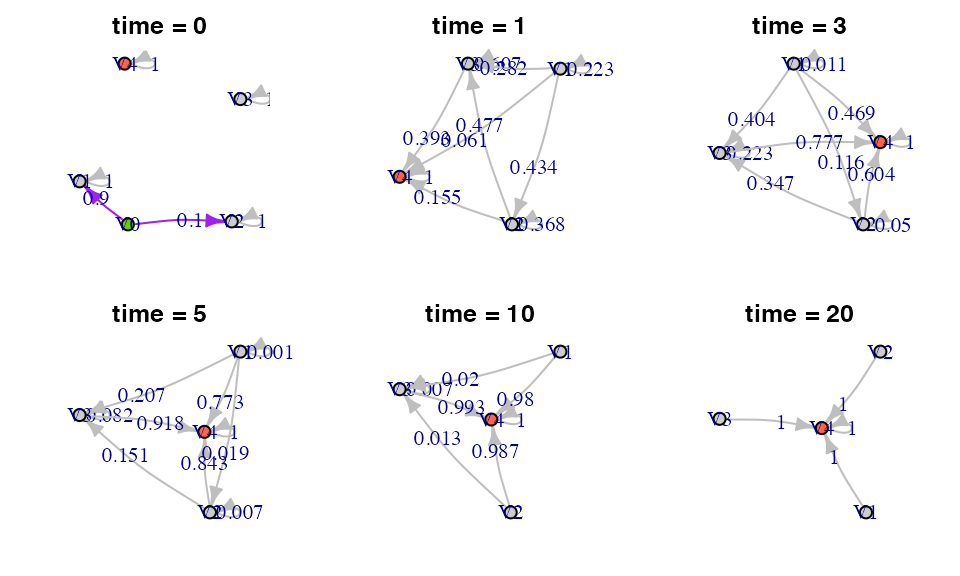 time = 0
V4 1
V3 1
V1 1
0.9
V0
0.1
V2 1
time = 1
V3 0.607
0.282
V1 0.223
0.477
0.393
0.061
0.434
V4 1
0.155
V2 0.368
time = 3
V1 0.011
0.404
0.469
0.777
V4 1
V3 0.223
0.116
0.604
0.347
V2 0.05
time = 5
V1 0.001
0.207
0.773
V3 0.082
0.918
V4 1
0.151
0.019
0.843
V2 0.007
time = 10
V1
0.02
V3 0.007
0.98
0.993
V4 1
0.013
0.987
V2
time = 20
V2
1
V3
1
V4 1
1
V1